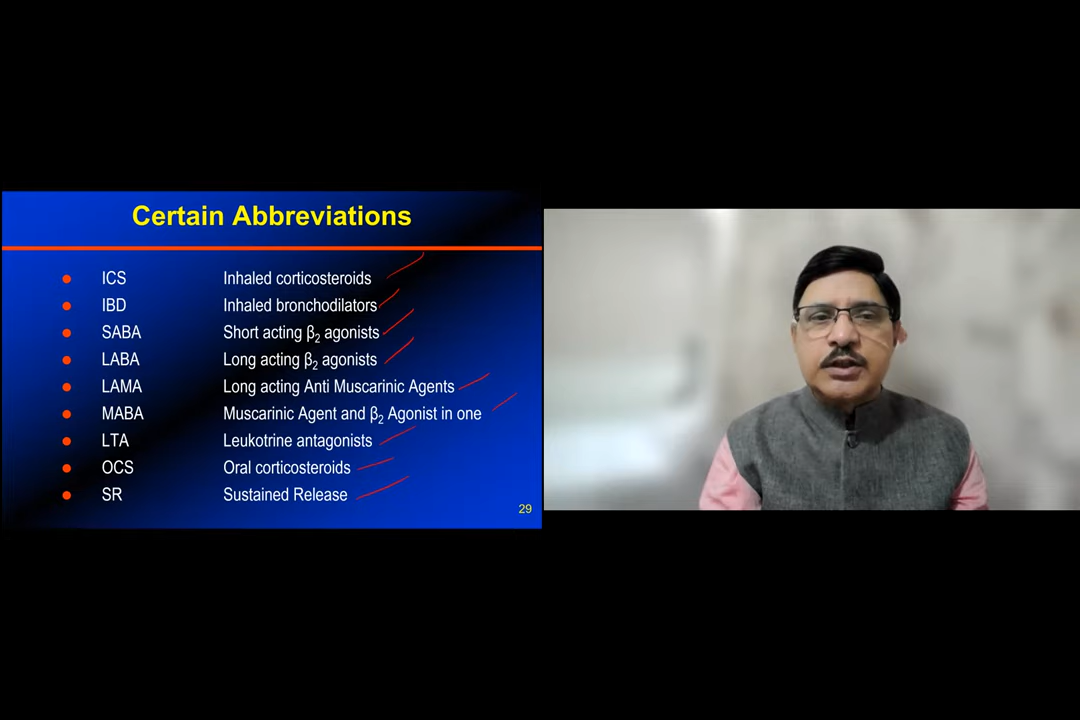 Certain Abbreviations
ICS Inhaled corticosteroids
IBD Inhaled bronchodilators
SABA Short acting β₂ agonists
LABA Long acting β₂ agonists
LAMA Long acting Anti Muscarinic Agents
MABA Muscarinic Agent and β₂ Agonist in one
LTA Leukotrine antagonists
OCS Oral corticosteroids
SR Sustained Release
29